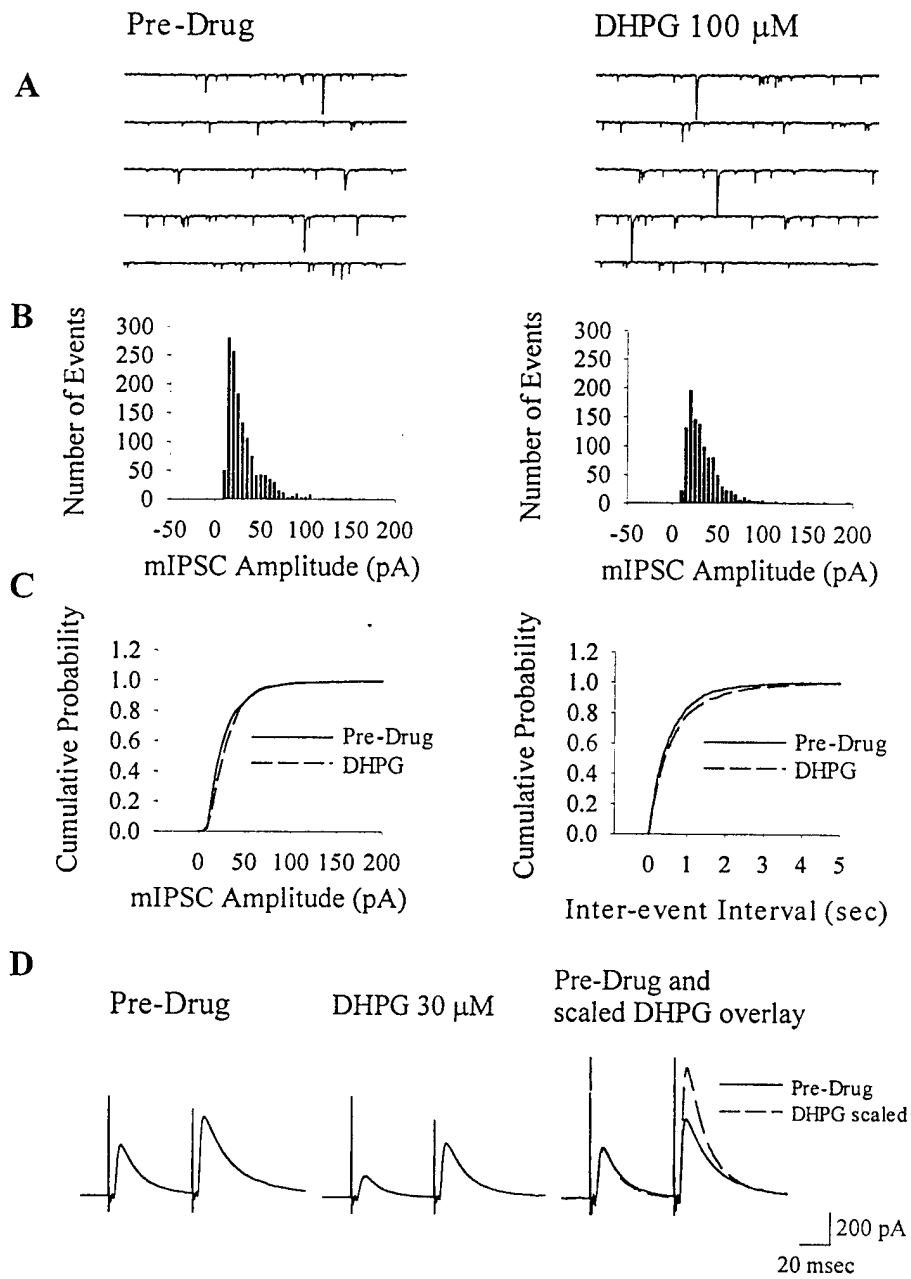 Pre-Drug
DHPG 100 µM
A
B
Number of Events
300
250
200
150
100
50
0
-50 0 50 100 150 200
mIPSC Amplitude (pA)
Number of Events
300
250
200
150
100
50
0
-50 0 50 100 150 200
mIPSC Amplitude (pA)
C
Cumulative Probability
1.2
1.0
0.8
0.6
0.4
0.2
0.0
Pre-Drug
DHPG
0 50 100 150 200
mIPSC Amplitude (pA)
Cumulative Probability
1.2
1.0
0.8
0.6
0.4
0.2
0.0
Pre-Drug
DHPG
0 1 2 3 4 5
Inter-event Interval (sec)
D
Pre-Drug
DHPG 30 µM
Pre-Drug and
scaled DHPG overlay
Pre-Drug
DHPG scaled
200 pA
20 msec